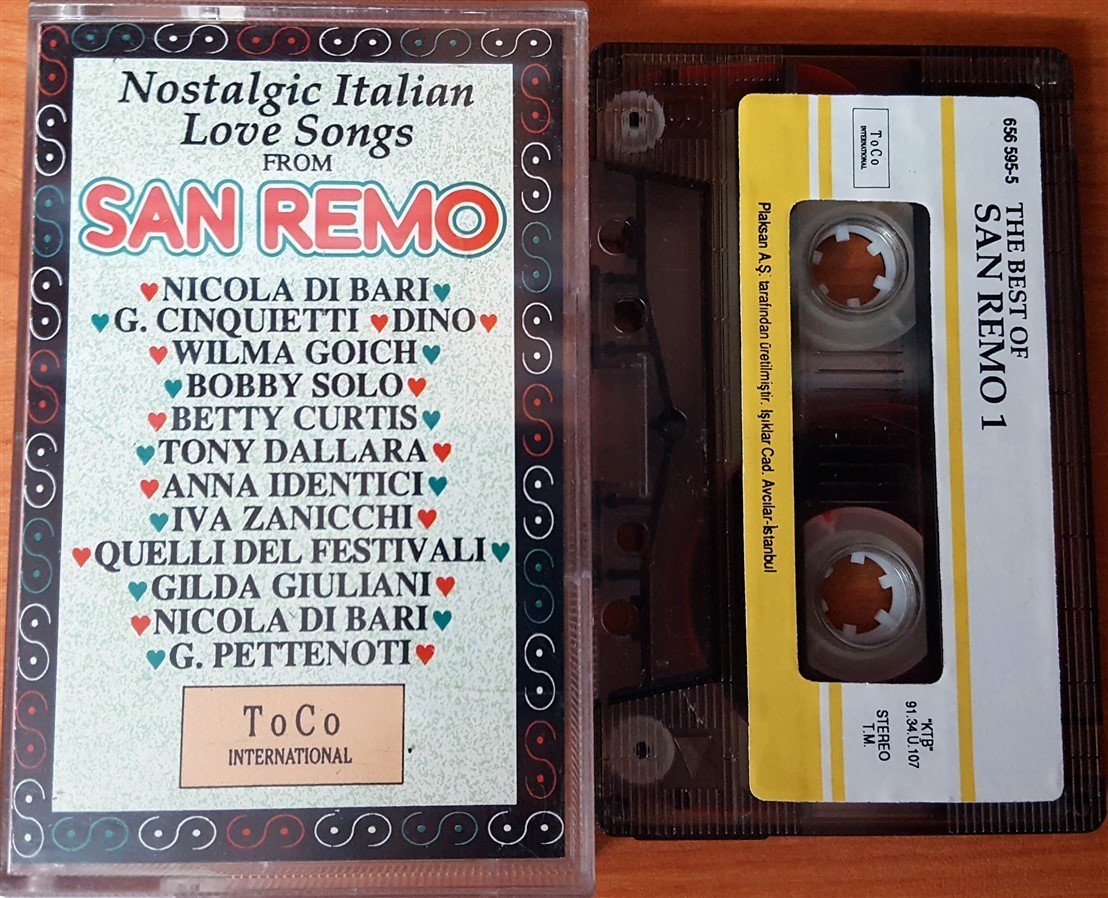 Nostalgic Italian
Love Songs
FROM
SAN REMO
NICOLA DI BARI
G. CINQUIETTI DINO
WILMA GOICH
BOBBY SOLO
BETTY CURTIS
TONY DALLARA
ANNA IDENTICI
IVA ZANICCHI
QUELLI DEL FESTIVALI
GILDA GIULIANI
NICOLA DI BARI
G. PETTENOTI
ToCo
INTERNATIONAL
656 595-5 THE BEST OF
SAN REMO 1
ToCo
INTERNATIONAL
"KTB"
91.34.Ü.107
STEREO
T.M.
Plaksan A.Ş. tarafından üretilmiştir. Işıklar Cad. Avcılar-İstanbul